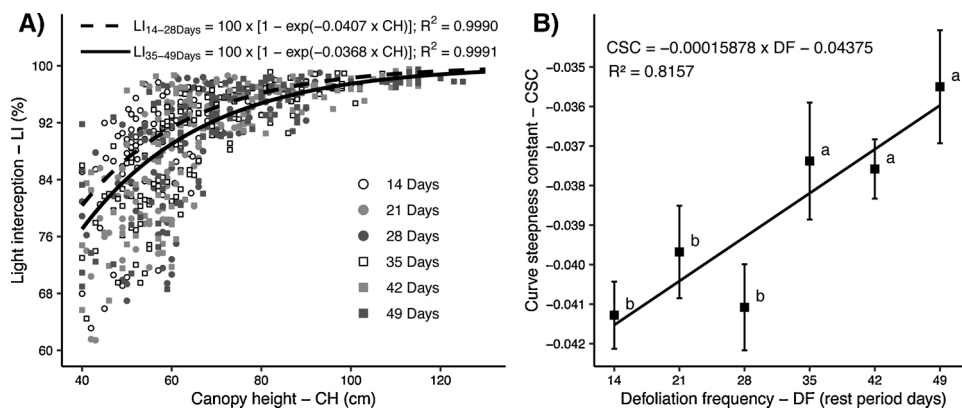 A)
LI14–28Days = 100 x [1 – exp(–0.0407 x CH)]; R² = 0.9990
LI35–49Days = 100 x [1 – exp(–0.0368 x CH)]; R² = 0.9991
Light interception – LI (%)
100
92
84
76
68
60
14 Days
21 Days
28 Days
35 Days
42 Days
49 Days
40
60
80
100
120
Canopy height – CH (cm)
B)
CSC = –0.00015878 x DF – 0.04375
R² = 0.8157
Curve steepness constant – CSC
–0.035
–0.036
–0.037
–0.038
–0.039
–0.040
–0.041
–0.042
b
b
b
a
a
a
14
21
28
35
42
49
Defoliation frequency – DF (rest period days)